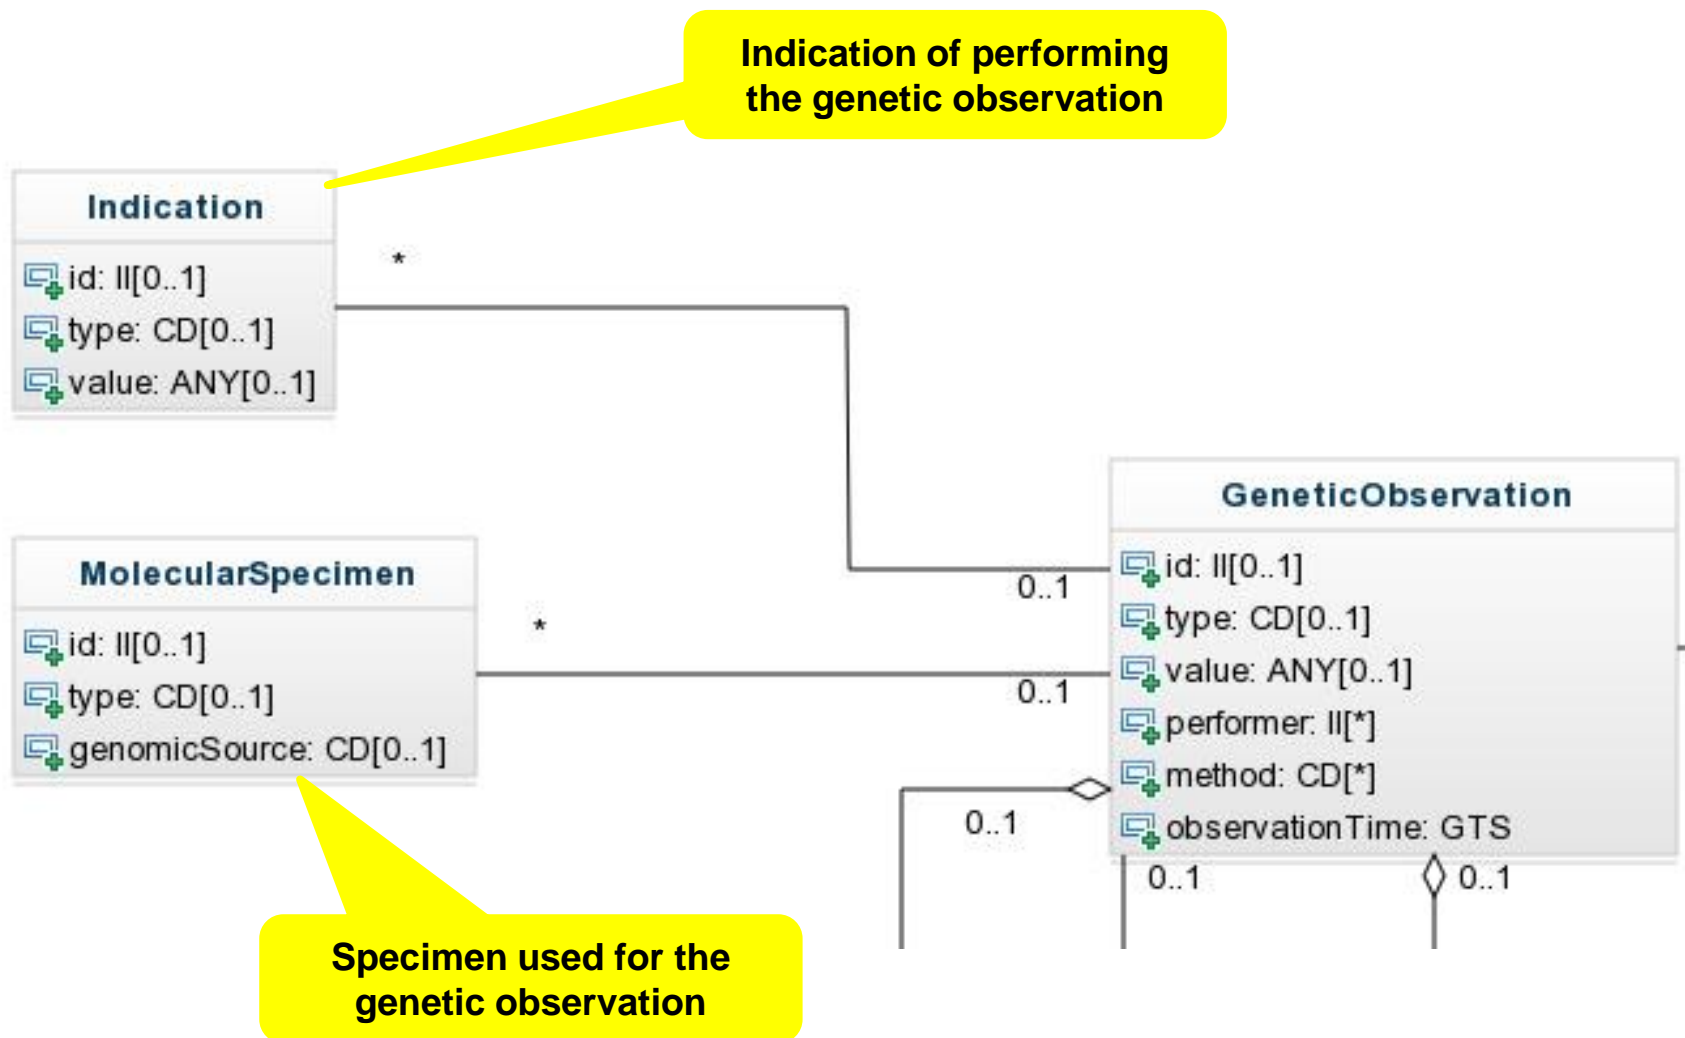 Indication of performing
the genetic observation
Indication
id: II[0..1]
type: CD[0..1]
value: ANY[0..1]
*
0..1
MolecularSpecimen
id: II[0..1]
type: CD[0..1]
genomicSource: CD[0..1]
*
0..1
GeneticObservation
id: II[0..1]
type: CD[0..1]
value: ANY[0..1]
performer: II[*]
method: CD[*]
observationTime: GTS
0..1
0..1
0..1
Specimen used for the
genetic observation